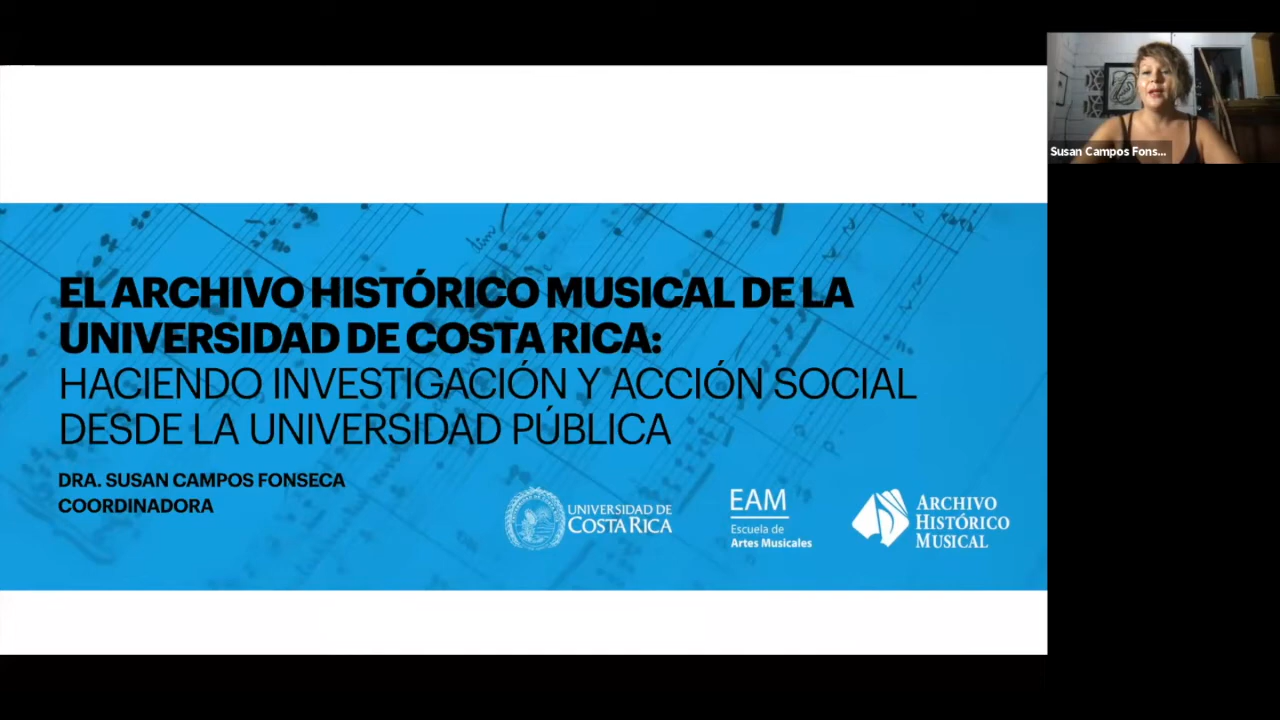 Susan Campos Fons...
EL ARCHIVO HISTÓRICO MUSICAL DE LA
UNIVERSIDAD DE COSTA RICA:
HACIENDO INVESTIGACIÓN Y ACCIÓN SOCIAL
DESDE LA UNIVERSIDAD PÚBLICA
DRA. SUSAN CAMPOS FONSECA
COORDINADORA
UNIVERSIDAD DE
COSTA RICA
EAM
Escuela de
Artes Musicales
ARCHIVO
HISTÓRICO
MUSICAL
dim